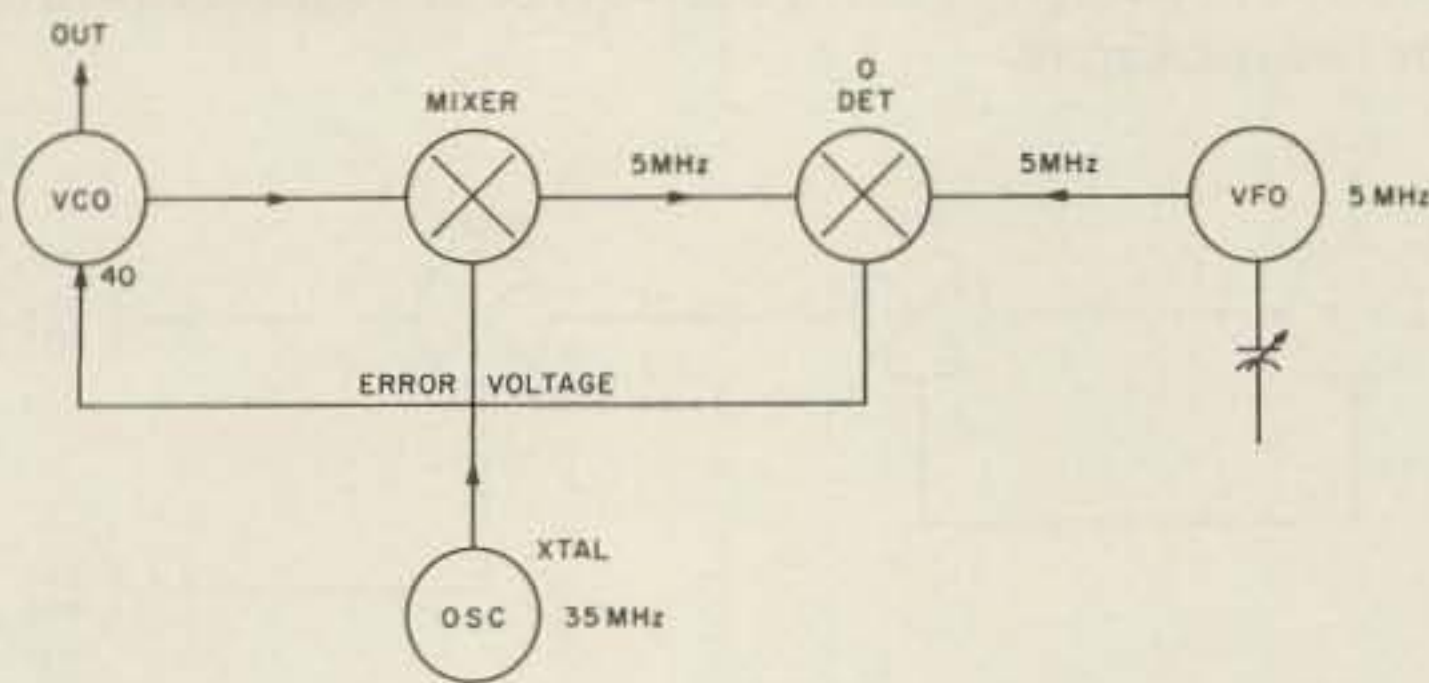 OUT
MIXER
0
DET
VCO
5MHz
5MHz
VFO
5 MHz
40
ERROR VOLTAGE
XTAL
OSC
35MHz